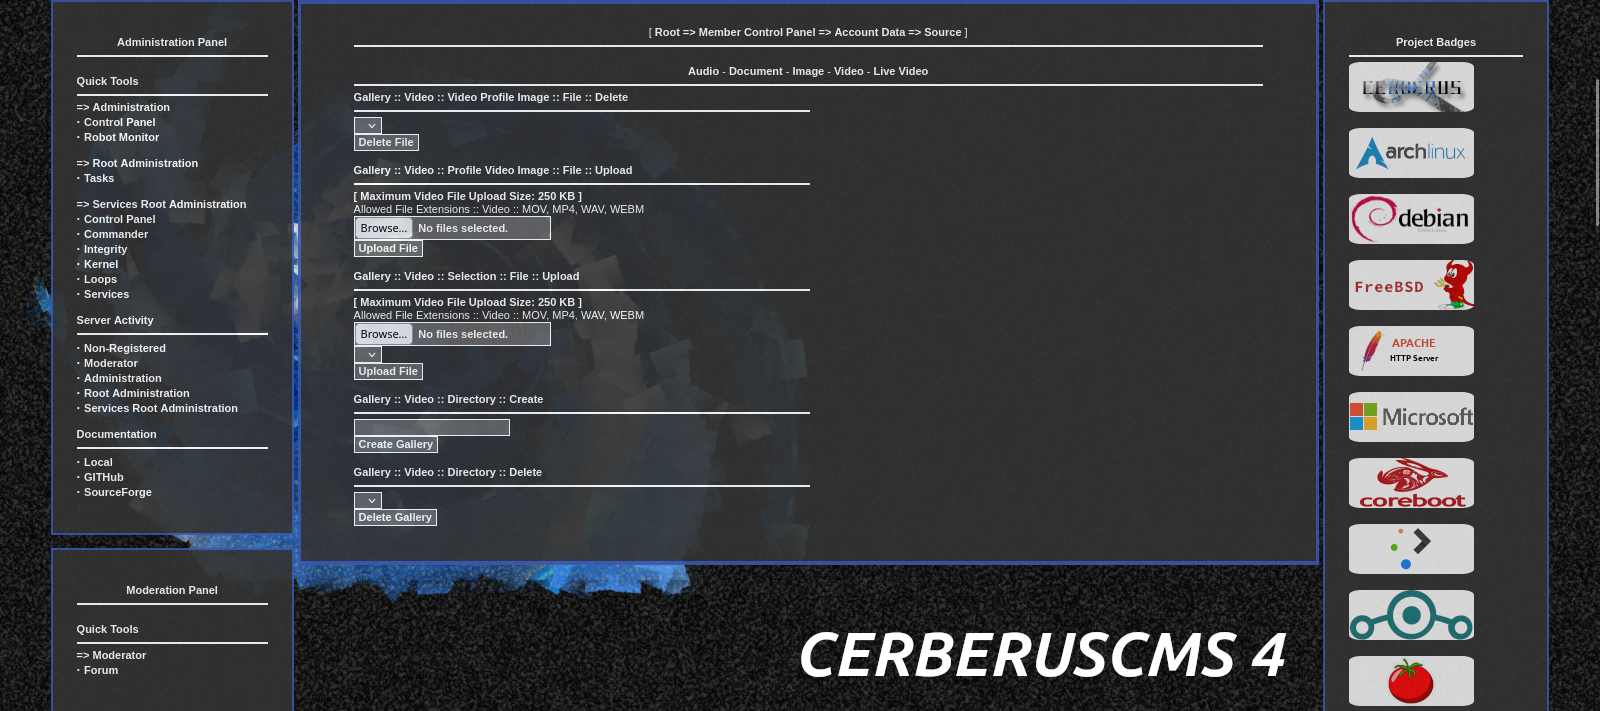 Administration Panel
Quick Tools
=> Administration
· Control Panel
· Robot Monitor
=> Root Administration
· Tasks
=> Services Root Administration
· Control Panel
· Commander
· Integrity
· Kernel
· Loops
· Services
Server Activity
· Non-Registered
· Moderator
· Administration
· Root Administration
· Services Root Administration
Documentation
· Local
· GITHub
· SourceForge
Moderation Panel
Quick Tools
=> Moderator
· Forum
[ Root => Member Control Panel => Account Data => Source ]
Audio - Document - Image - Video - Live Video
Gallery :: Video :: Video Profile Image :: File :: Delete
Delete File
Gallery :: Video :: Profile Video Image :: File :: Upload
[ Maximum Video File Upload Size: 250 KB ]
Allowed File Extensions :: Video :: MOV, MP4, WAV, WEBM
Browse... No files selected.
Upload File
Gallery :: Video :: Selection :: File :: Upload
[ Maximum Video File Upload Size: 250 KB ]
Allowed File Extensions :: Video :: MOV, MP4, WAV, WEBM
Browse... No files selected.
Upload File
Gallery :: Video :: Directory :: Create
Create Gallery
Gallery :: Video :: Directory :: Delete
Delete Gallery
CERBERUSCMS 4
Project Badges
CERBERUS
archlinux
debian
GNU/Linux
FreeBSD
APACHE
HTTP Server
Microsoft
coreboot